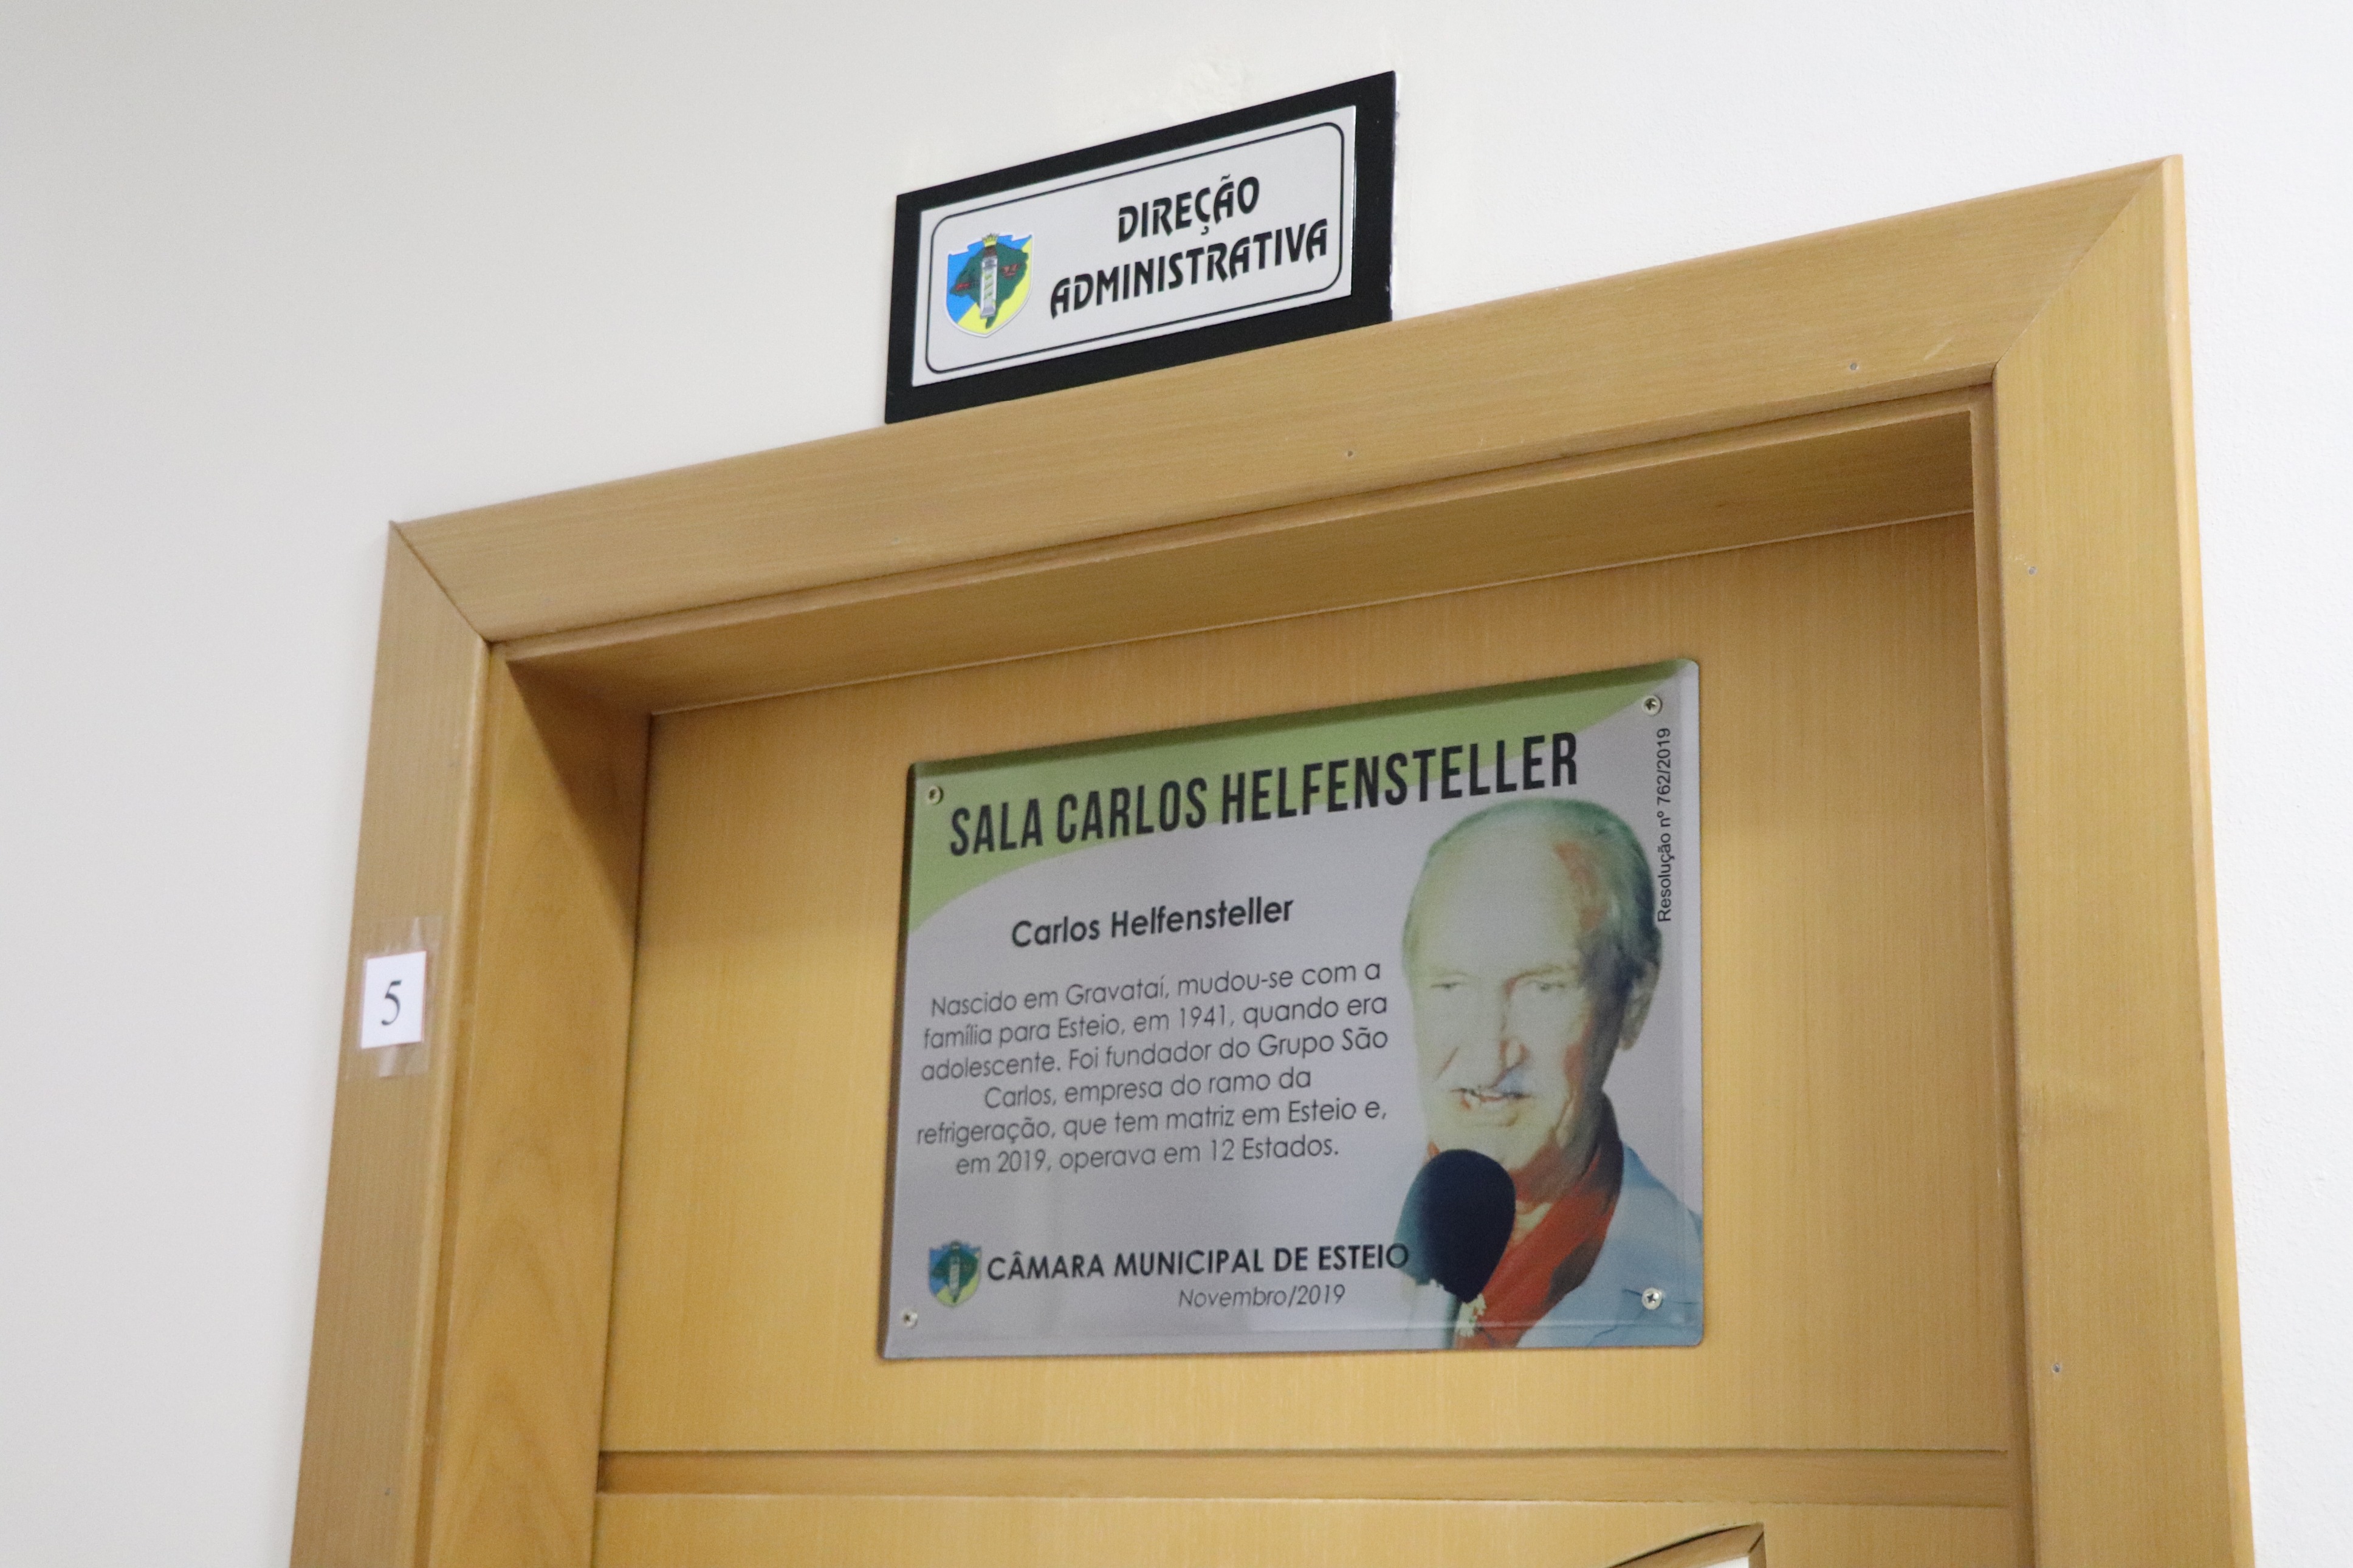 DIREÇÃO
ADMINISTRATIVA
SALA CARLOS HELFENSTELLER
Resolução nº 762/2019
Carlos Helfensteller
Nascido em Gravataí, mudou-se com a
família para Esteio, em 1941, quando era
adolescente. Foi fundador do Grupo São
Carlos, empresa do ramo da
refrigeração, que tem matriz em Esteio e,
em 2019, operava em 12 Estados.
CÂMARA MUNICIPAL DE ESTEIO
Novembro/2019
5